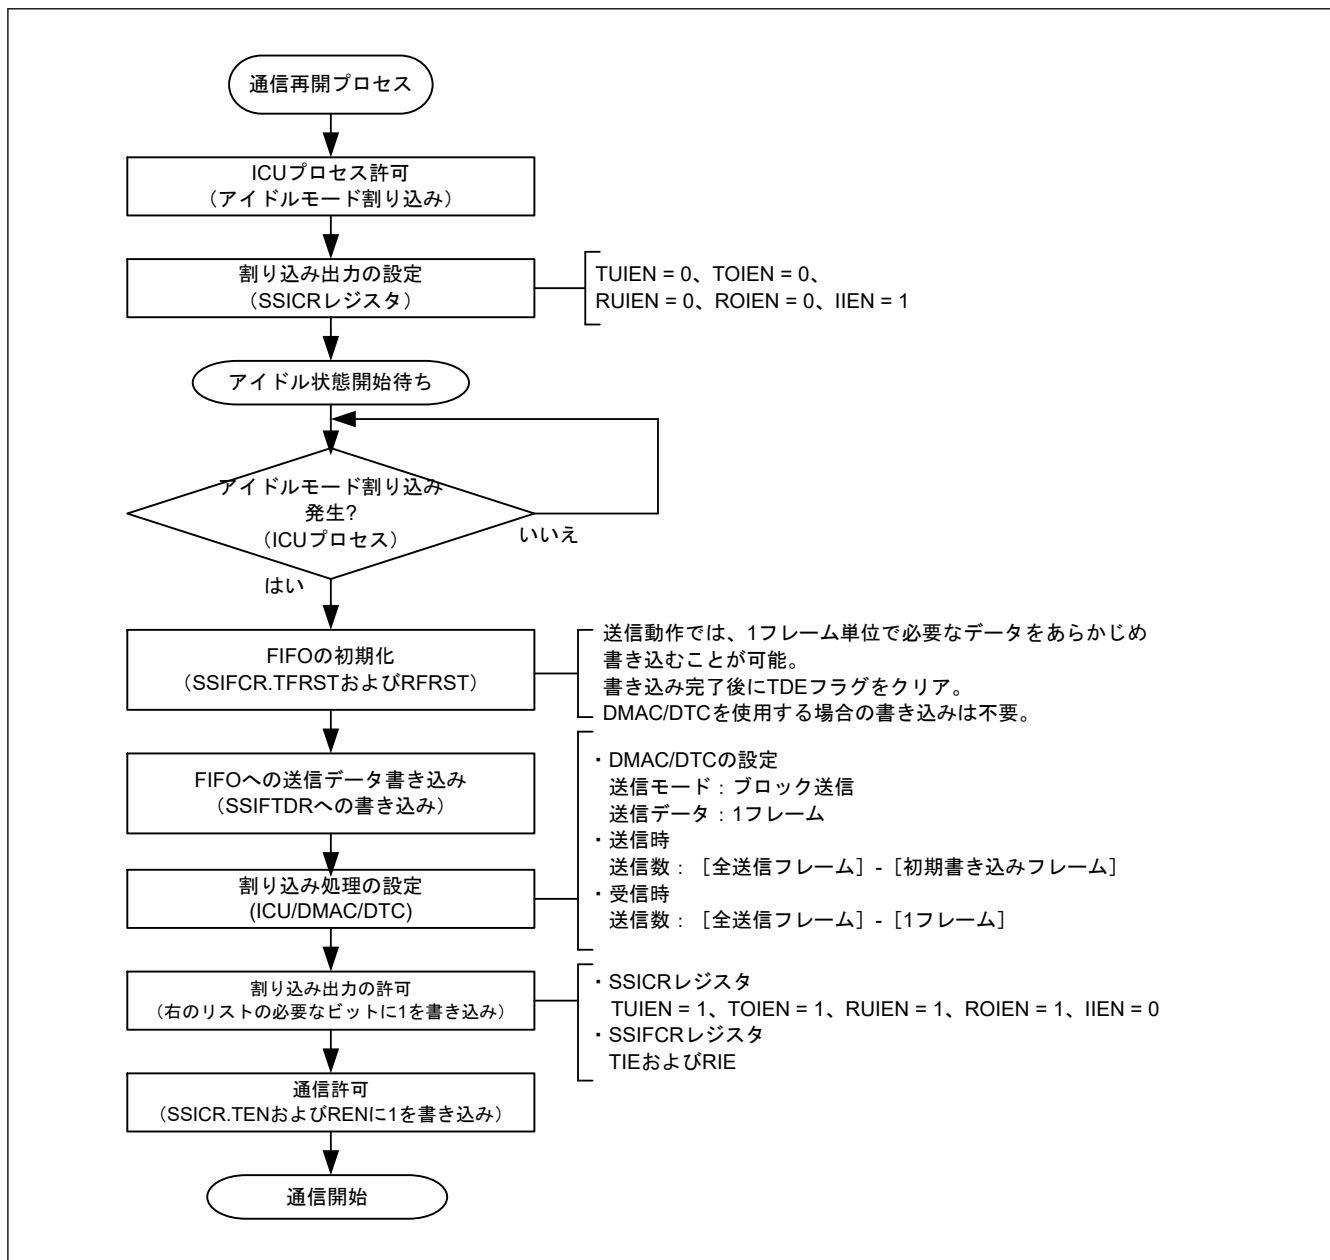 通信再開プロセス
ICUプロセス許可
（アイドルモード割り込み）
割り込み出力の設定
（SSICRレジスタ）
TUIEN = 0、TOIEN = 0、
RUIEN = 0、ROIEN = 0、IIEN = 1
アイドル状態開始待ち
アイドルモード割り込み
発生?
（ICUプロセス）
いいえ
はい
FIFOの初期化
（SSIFCR.TFRSTおよびRFRST）
送信動作では、1フレーム単位で必要なデータをあらかじめ
書き込むことが可能。
書き込み完了後にTDEフラグをクリア。
DMAC/DTCを使用する場合の書き込みは不要。
FIFOへの送信データ書き込み
（SSIFTDRへの書き込み）
・DMAC/DTCの設定
送信モード：ブロック送信
送信データ：1フレーム
・送信時
送信数：［全送信フレーム］-［初期書き込みフレーム］
・受信時
送信数：［全送信フレーム］-［1フレーム］
割り込み処理の設定
(ICU/DMAC/DTC)
割り込み出力の許可
（右のリストの必要なビットに1を書き込み）
・SSICRレジスタ
TUIEN = 1、TOIEN = 1、RUIEN = 1、ROIEN = 1、IIEN = 0
・SSIFCRレジスタ
TIEおよびRIE
通信許可
（SSICR.TENおよびRENに1を書き込み）
通信開始